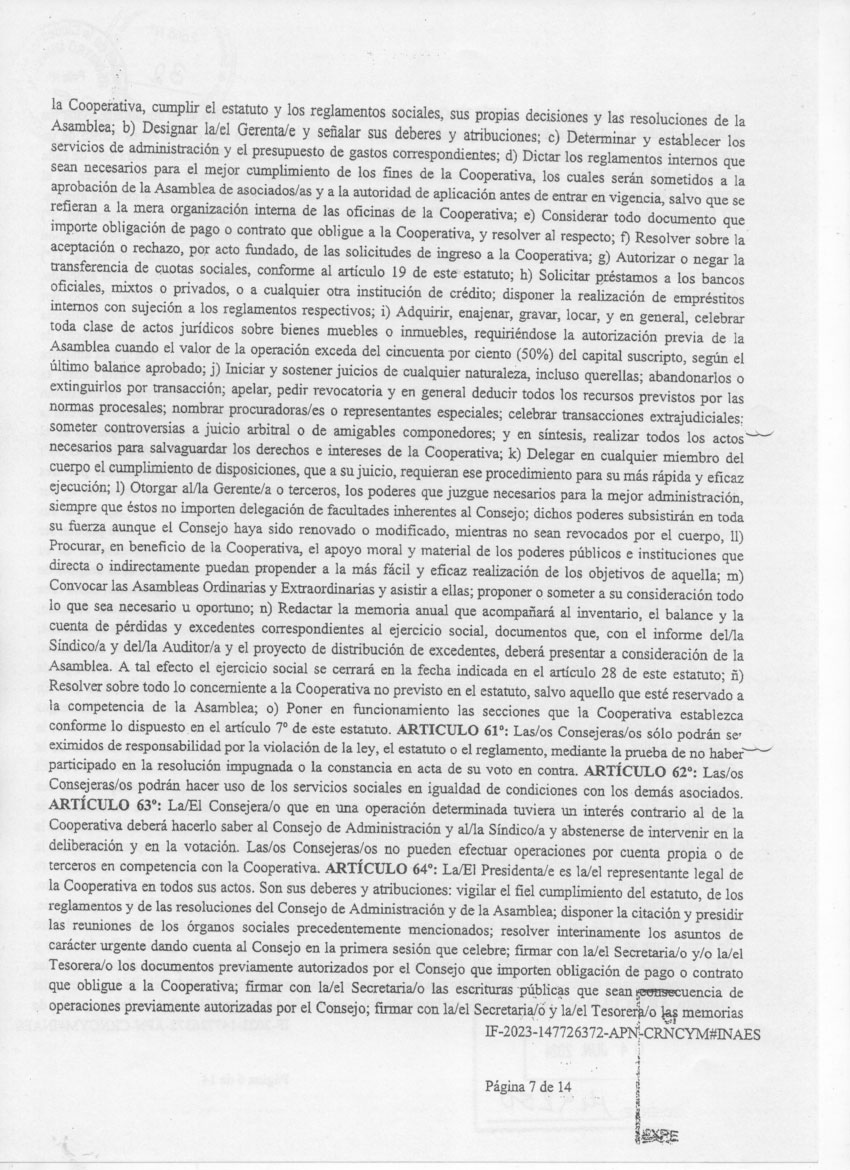 la Cooperativa, cumplir el estatuto y los reglamentos sociales, sus propias decisiones y las resoluciones de la
Asamblea; b) Designar la/el Gerenta/e y señalar sus deberes y atribuciones; c) Determinar y establecer los
servicios de administración y el presupuesto de gastos correspondientes; d) Dictar los reglamentos internos que
sean necesarios para el mejor cumplimiento de los fines de la Cooperativa, los cuales serán sometidos a la
aprobación de la Asamblea de asociados/as y a la autoridad de aplicación antes de entrar en vigencia, salvo que se
refieran a la mera organización interna de las oficinas de la Cooperativa; e) Considerar todo documento que
importe obligación de pago o contrato que obligue a la Cooperativa, y resolver al respecto; f) Resolver sobre la
aceptación o rechazo, por acto fundado, de las solicitudes de ingreso a la Cooperativa; g) Autorizar o negar la
transferencia de cuotas sociales, conforme al artículo 19 de este estatuto; h) Solicitar préstamos a los bancos
oficiales, mixtos o privados, o a cualquier otra institución de crédito; disponer la realización de empréstitos
internos con sujeción a los reglamentos respectivos; i) Adquirir, enajenar, gravar, locar, y en general, celebrar
toda clase de actos jurídicos sobre bienes muebles o inmuebles, requiriéndose la autorización previa de la
Asamblea cuando el valor de la operación exceda del cincuenta por ciento (50%) del capital suscripto, según el
último balance aprobado; j) Iniciar y sostener juicios de cualquier naturaleza, incluso querellas; abandonarlos o
extinguirlos por transacción; apelar, pedir revocatoria y en general deducir todos los recursos previstos por las
normas procesales; nombrar procuradoras/es o representantes especiales; celebrar transacciones extrajudiciales:
someter controversias a juicio arbitral o de amigables componedores; y en síntesis, realizar todos los actos
necesarios para salvaguardar los derechos e intereses de la Cooperativa; k) Delegar en cualquier miembro del
cuerpo el cumplimiento de disposiciones, que a su juicio, requieran ese procedimiento para su más rápida y eficaz
ejecución; l) Otorgar al/la Gerente/a o terceros, los poderes que juzgue necesarios para la mejor administración,
siempre que éstos no importen delegación de facultades inherentes al Consejo; dichos poderes subsistirán en toda
su fuerza aunque el Consejo haya sido renovado o modificado, mientras no sean revocados por el cuerpo, ll)
Procurar, en beneficio de la Cooperativa, el apoyo moral y material de los poderes públicos e instituciones que
directa o indirectamente puedan propender a la más fácil y eficaz realización de los objetivos de aquella; m)
Convocar las Asambleas Ordinarias y Extraordinarias y asistir a ellas; proponer o someter a su consideración todo
lo que sea necesario u oportuno; n) Redactar la memoria anual que acompañará al inventario, el balance y la
cuenta de pérdidas y excedentes correspondientes al ejercicio social, documentos que, con el informe del/la
Síndico/a y del/la Auditor/a y el proyecto de distribución de excedentes, deberá presentar a consideración de la
Asamblea. A tal efecto el ejercicio social se cerrará en la fecha indicada en el artículo 28 de este estatuto; ñ)
Resolver sobre todo lo concerniente a la Cooperativa no previsto en el estatuto, salvo aquello que esté reservado a
la competencia de la Asamblea; o) Poner en funcionamiento las secciones que la Cooperativa establezca
conforme lo dispuesto en el artículo 7º de este estatuto. ARTICULO 61º: Las/os Consejeras/os sólo podrán ser
eximidos de responsabilidad por la violación de la ley, el estatuto o el reglamento, mediante la prueba de no haber
participado en la resolución impugnada o la constancia en acta de su voto en contra. ARTÍCULO 62º: Las/os
Consejeras/os podrán hacer uso de los servicios sociales en igualdad de condiciones con los demás asociados.
ARTÍCULO 63º: La/El Consejera/o que en una operación determinada tuviera un interés contrario al de la
Cooperativa deberá hacerlo saber al Consejo de Administración y al/la Síndico/a y abstenerse de intervenir en la
deliberación y en la votación. Las/os Consejeras/os no pueden efectuar operaciones por cuenta propia o de
terceros en competencia con la Cooperativa. ARTÍCULO 64º: La/El Presidenta/e es la/el representante legal de
la Cooperativa en todos sus actos. Son sus deberes y atribuciones: vigilar el fiel cumplimiento del estatuto, de los
reglamentos y de las resoluciones del Consejo de Administración y de la Asamblea; disponer la citación y presidir
las reuniones de los órganos sociales precedentemente mencionados; resolver interinamente los asuntos de
carácter urgente dando cuenta al Consejo en la primera sesión que celebre; firmar con la/el Secretaria/o y/o la/el
Tesorera/o los documentos previamente autorizados por el Consejo que importen obligación de pago o contrato
que obligue a la Cooperativa; firmar con la/el Secretaria/o las escrituras públicas que sean consecuencia de
operaciones previamente autorizadas por el Consejo; firmar con la/el Secretaria/o y la/el Tesorera/o las memorias
IF-2023-147726372-APN-CRNCYM#INAES
Página 7 de 14
EXPE